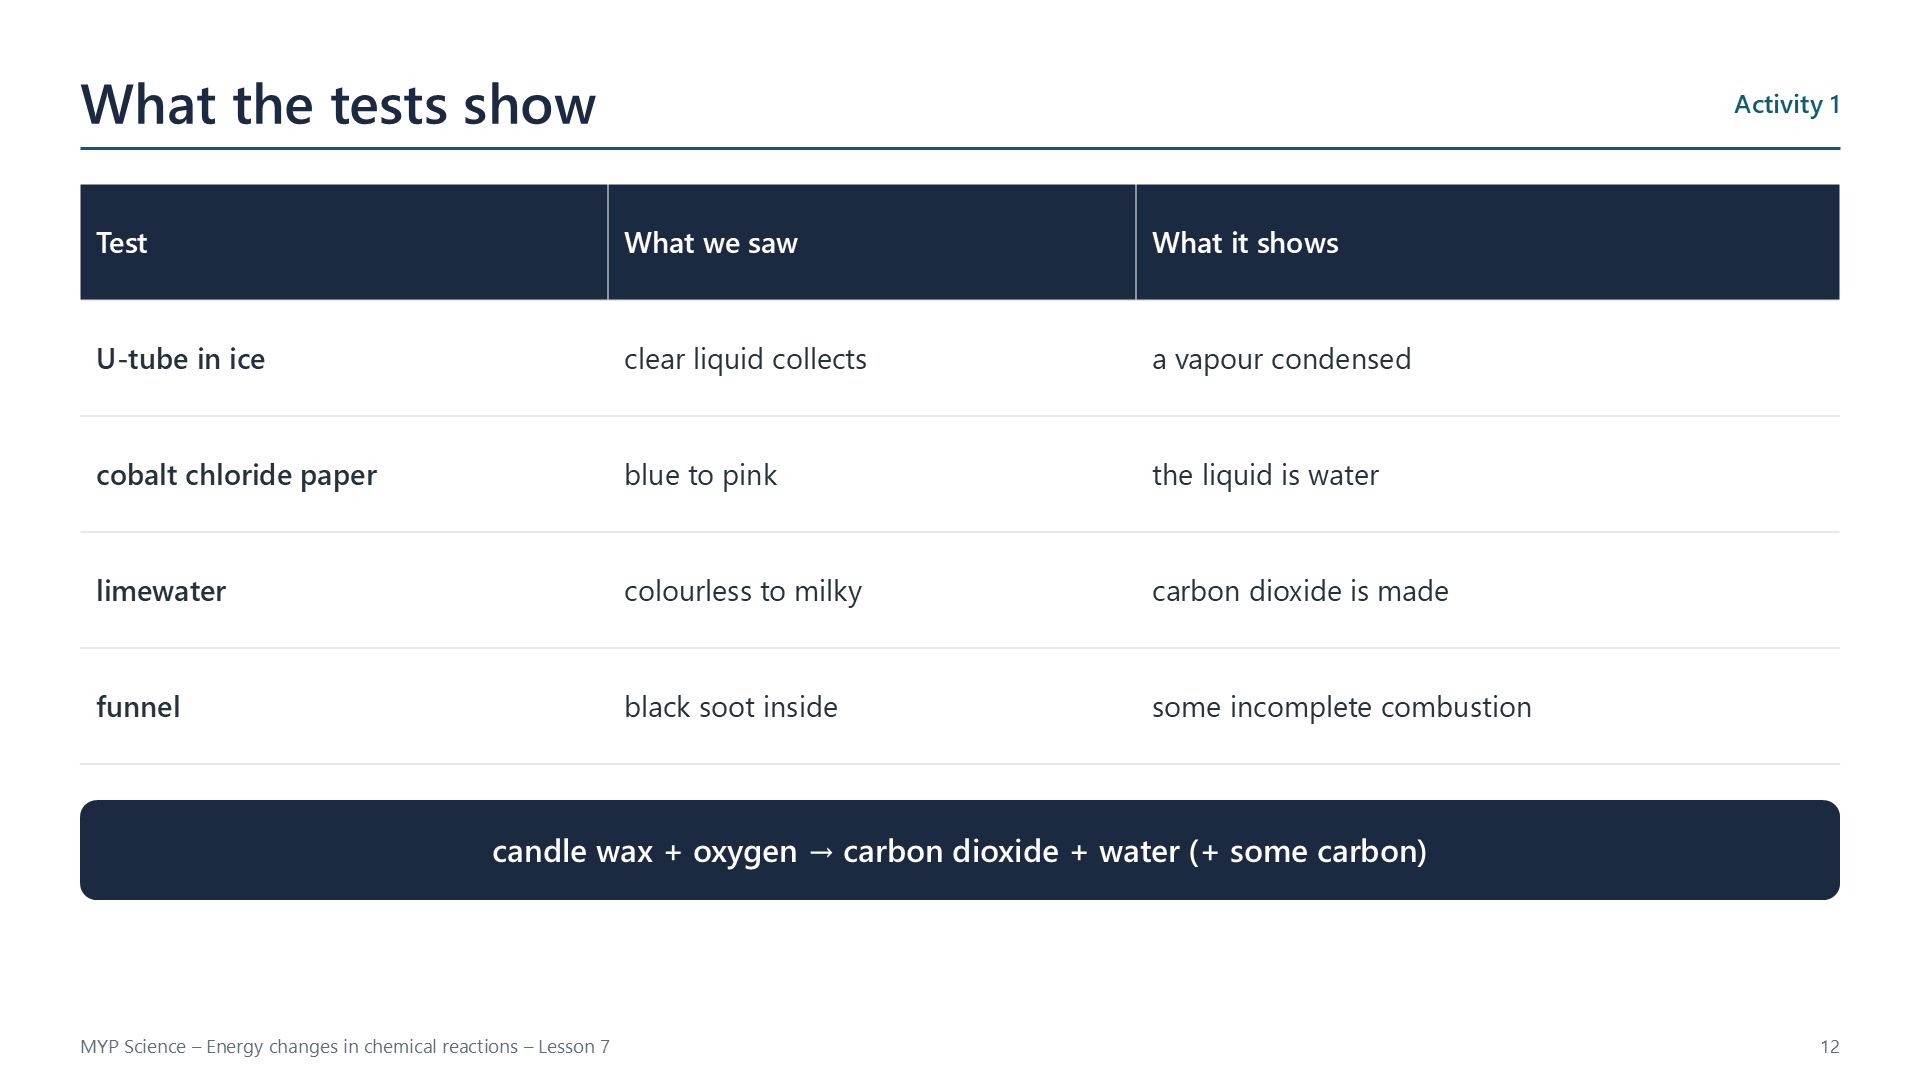 What the tests show
Activity 1
Test What we saw What it shows
U-tube in ice clear liquid collects a vapour condensed
cobalt chloride paper blue to pink the liquid is water
limewater colourless to milky carbon dioxide is made
funnel black soot inside some incomplete combustion
candle wax + oxygen → carbon dioxide + water (+ some carbon)
MYP Science – Energy changes in chemical reactions – Lesson 7
12